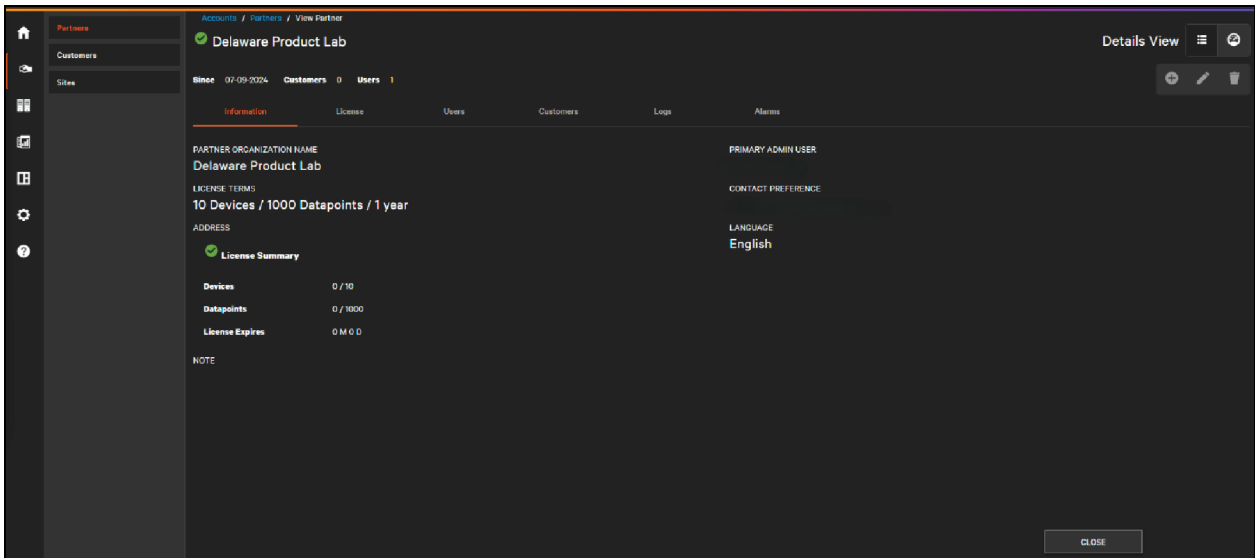 Accounts / Partners / View Partner
Partners
Customers
Sites
Delaware Product Lab
Details View
Since 07-09-2024 Customers 0 Users 1
Information License Users Customers Logs Alarms
PARTNER ORGANIZATION NAME
Delaware Product Lab
PRIMARY ADMIN USER
LICENSE TERMS
10 Devices / 1000 Datapoints / 1 year
CONTACT PREFERENCE
ADDRESS
LANGUAGE
English
License Summary
Devices 0 / 10
Datapoints 0 / 1000
License Expires 0 M 0 D
NOTE
CLOSE